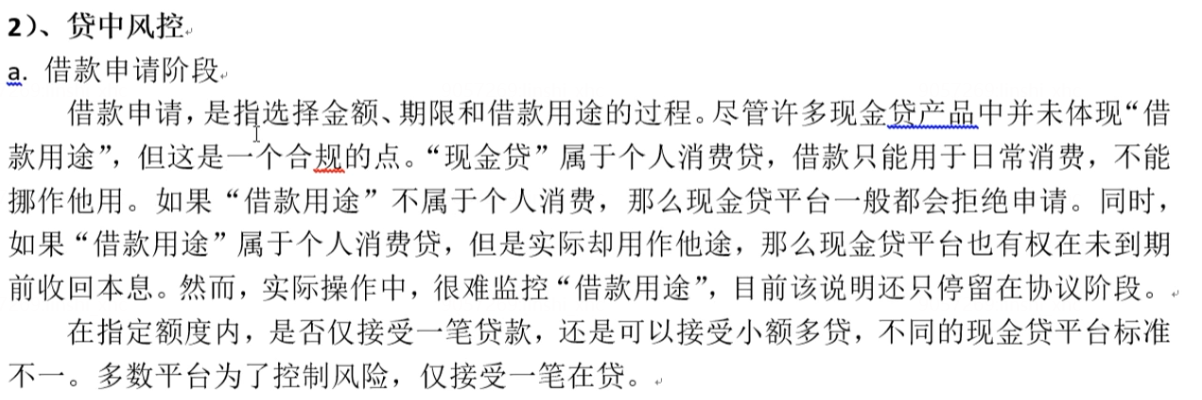 2）、贷中风控
a. 借款申请阶段
借款申请，是指选择金额、期限和借款用途的过程。尽管许多现金贷产品中并未体现“借
款用途”，但这是一个合规的点。“现金贷”属于个人消费贷，借款只能用于日常消费，不能
挪作他用。如果“借款用途”不属于个人消费，那么现金贷平台一般都会拒绝申请。同时，
如果“借款用途”属于个人消费贷，但是实际却用作他途，那么现金贷平台也有权在未到期
前收回本息。然而，实际操作中，很难监控“借款用途”，目前该说明还只停留在协议阶段。
在指定额度内，是否仅接受一笔贷款，还是可以接受小额多贷，不同的现金贷平台标准
不一。多数平台为了控制风险，仅接受一笔在贷。